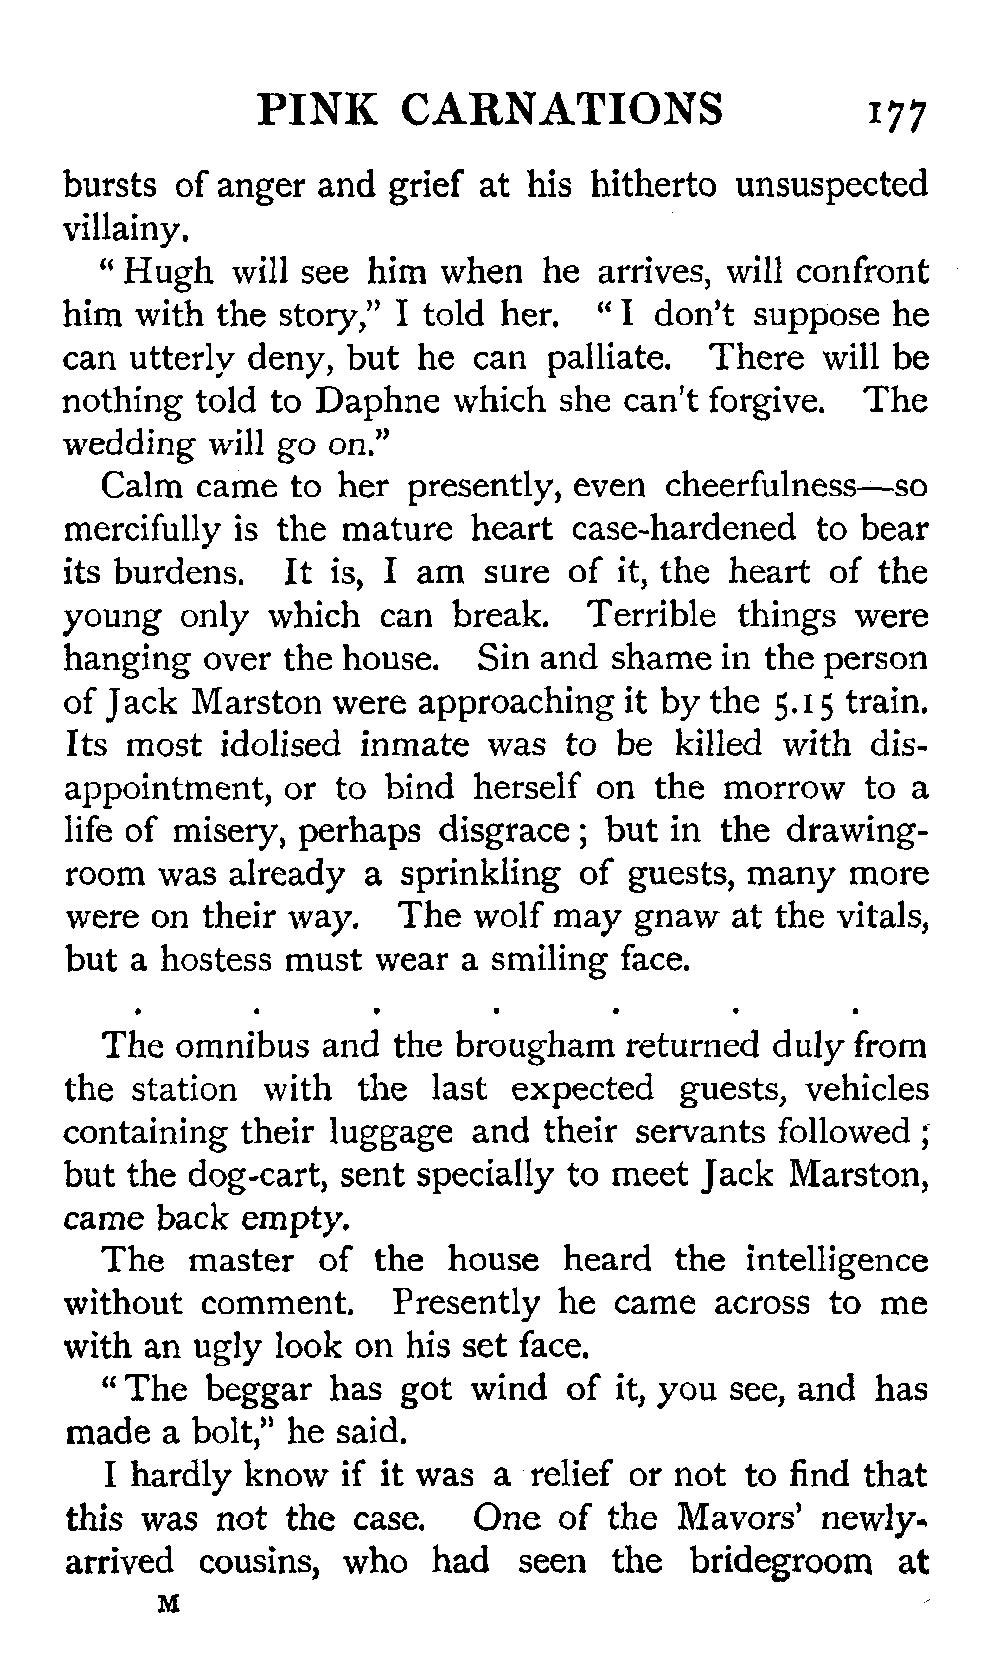 PINK CARNATIONS 177
bursts of anger and grief at his hitherto unsuspected
villainy.
“ Hugh will see him when he arrives, will confront
him with the story,” I told her. “ I don’t suppose he
can utterly deny, but he can palliate. There will be
nothing told to Daphne which she can’t forgive. The
wedding will go on.”
Calm came to her presently, even cheerfulness—so
mercifully is the mature heart case-hardened to bear
its burdens. It is, I am sure of it, the heart of the
young only which can break. Terrible things were
hanging over the house. Sin and shame in the person
of Jack Marston were approaching it by the 5.15 train.
Its most idolised inmate was to be killed with dis-
appointment, or to bind herself on the morrow to a
life of misery, perhaps disgrace ; but in the drawing-
room was already a sprinkling of guests, many more
were on their way. The wolf may gnaw at the vitals,
but a hostess must wear a smiling face.
. . . . . . .
The omnibus and the brougham returned duly from
the station with the last expected guests, vehicles
containing their luggage and their servants followed ;
but the dog-cart, sent specially to meet Jack Marston,
came back empty.
The master of the house heard the intelligence
without comment. Presently he came across to me
with an ugly look on his set face.
“ The beggar has got wind of it, you see, and has
made a bolt,” he said.
I hardly know if it was a relief or not to find that
this was not the case. One of the Mavors’ newly-
arrived cousins, who had seen the bridegroom at
M